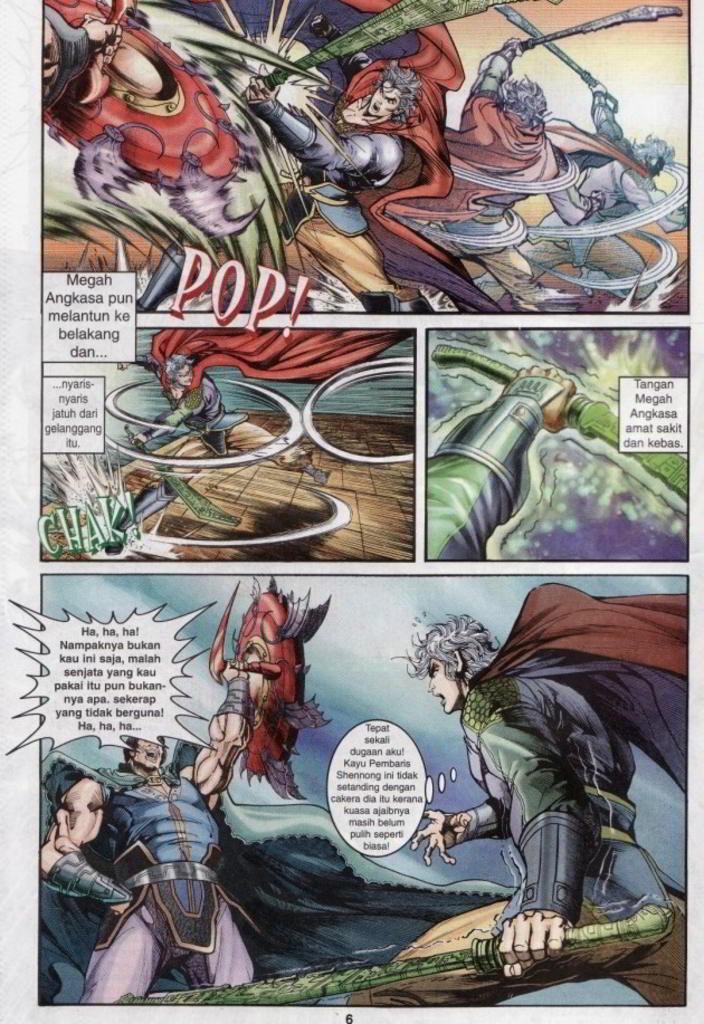 POP!
Megah
Angkasa pun
melantun ke
belakang
dan...
...nyaris-
nyaris
jatuh dari
gelanggang
itu.
CHAK!
Tangan
Megah
Angkasa
amat sakit
dan kebas.
Ha, ha, ha!
Nampaknya bukan
kau ini saja, malah
senjata yang kau
pakai itu pun bukan-
nya apa. sekerap
yang tidak berguna!
Ha, ha, ha...
Tepat
sekali
dugaan aku!
Kayu Pembaris
Shennong ini tidak
setanding dengan
cakera dia itu kerana
kuasa ajaibnya
masih belum
pulih seperti
biasa!
6